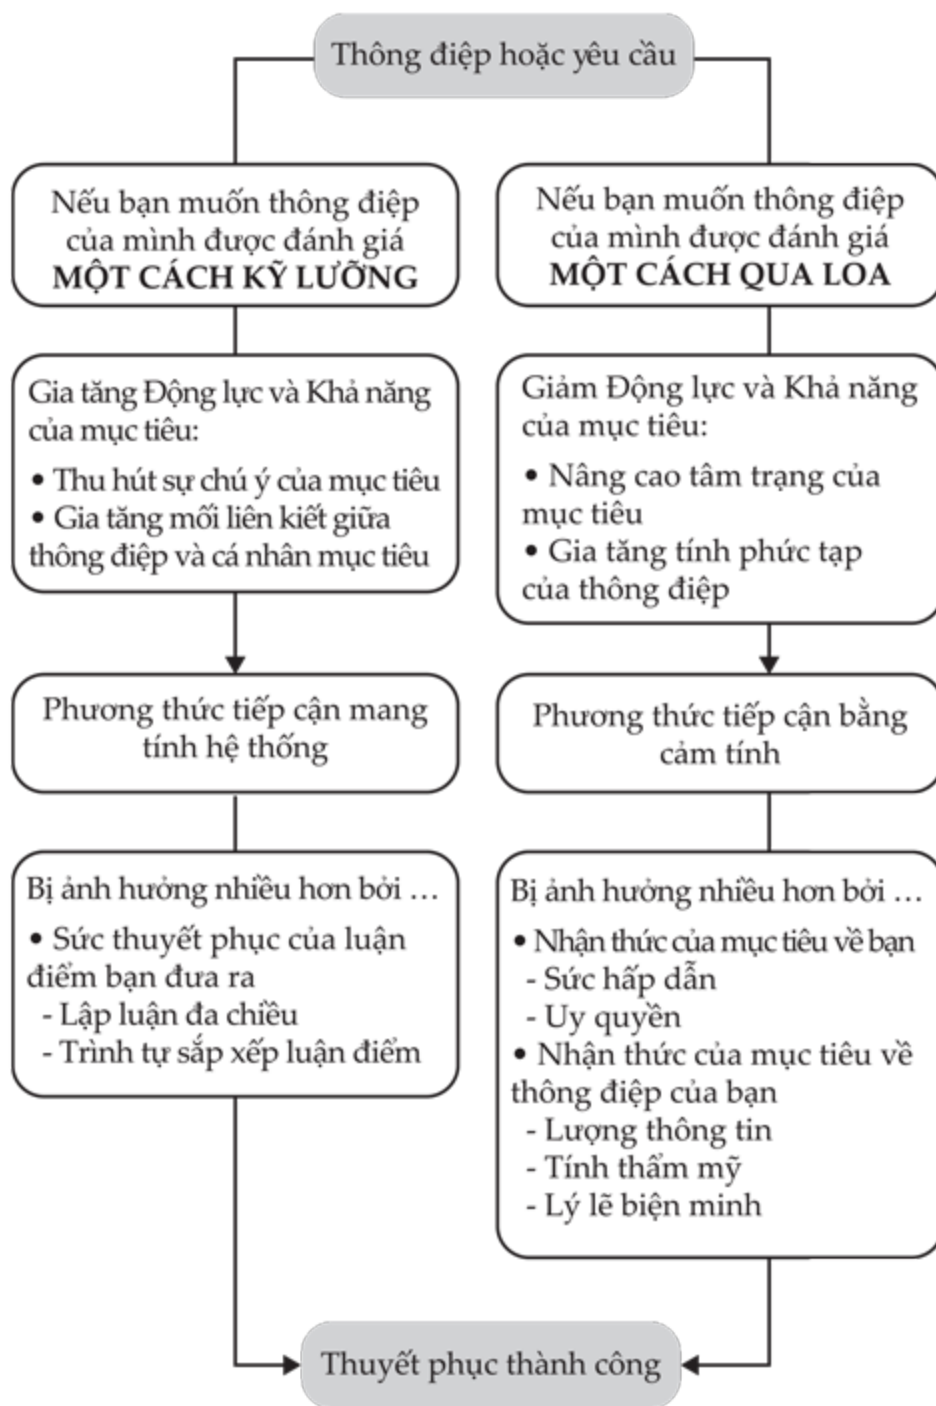 Thông điệp hoặc yêu cầu
Nếu bạn muốn thông điệp
của mình được đánh giá
MỘT CÁCH KỸ LƯỠNG
Gia tăng Động lực và Khả năng
của mục tiêu:
• Thu hút sự chú ý của mục tiêu
• Gia tăng mối liên kiết giữa
thông điệp và cá nhân mục tiêu
Phương thức tiếp cận mang
tính hệ thống
Bị ảnh hưởng nhiều hơn bởi …
• Sức thuyết phục của luận
điểm bạn đưa ra
- Lập luận đa chiều
- Trình tự sắp xếp luận điểm
Nếu bạn muốn thông điệp
của mình được đánh giá
MỘT CÁCH QUA LOA
Giảm Động lực và Khả năng
của mục tiêu:
• Nâng cao tâm trạng của
mục tiêu
• Gia tăng tính phức tạp
của thông điệp
Phương thức tiếp cận bằng
cảm tính
Bị ảnh hưởng nhiều hơn bởi …
• Nhận thức của mục tiêu về bạn
- Sức hấp dẫn
- Uy quyền
• Nhận thức của mục tiêu về
thông điệp của bạn
- Lượng thông tin
- Tính thẩm mỹ
- Lý lẽ biện minh
Thuyết phục thành công